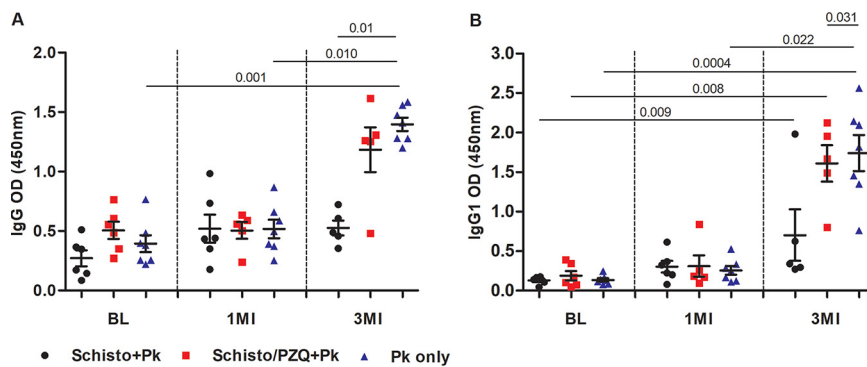 A
IgG OD (450nm)
2.0
1.5
1.0
0.5
0.0
0.01
0.010
0.001
BL 1MI 3MI
B
IgG1 OD (450nm)
3.0
2.5
2.0
1.5
1.0
0.5
0.0
0.031
0.022
0.0004
0.008
0.009
BL 1MI 3MI
Schisto+Pk Schisto/PZQ+Pk Pk only